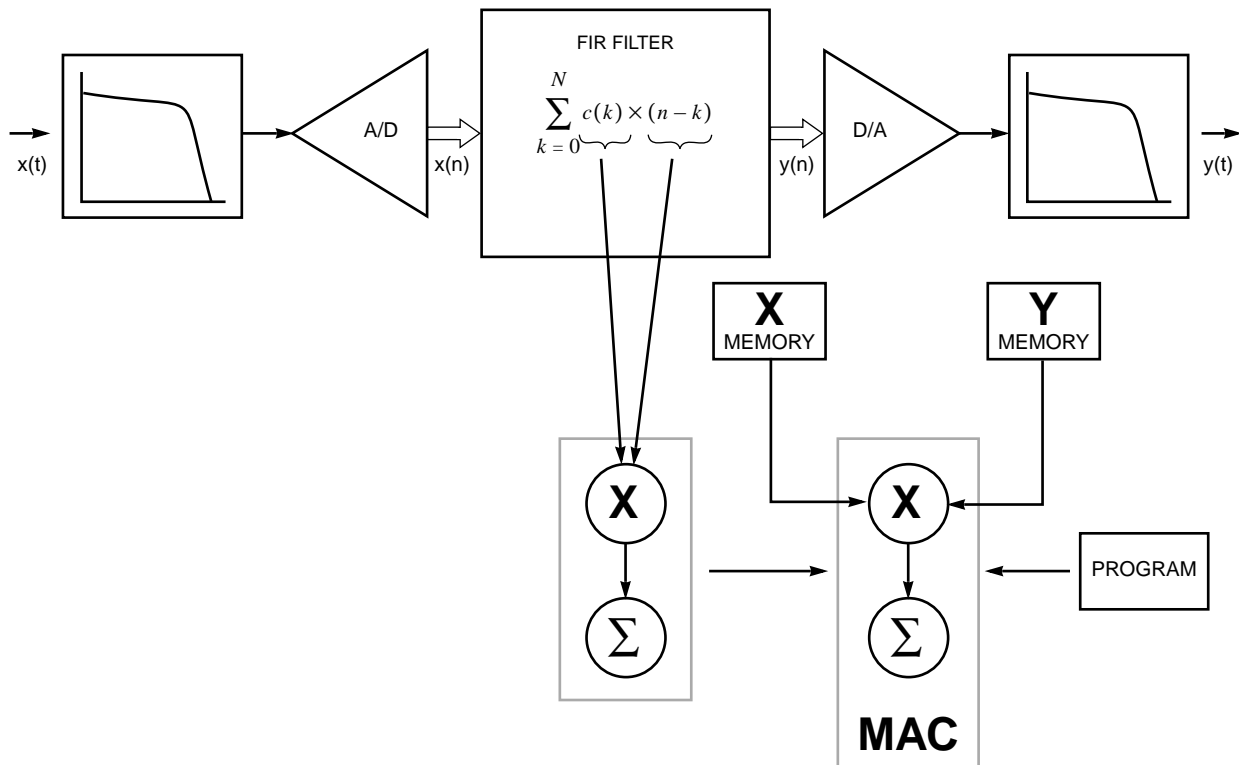 FIR FILTER
N
∑ c(k) × (n − k)
k = 0
A/D
D/A
x(t)
x(n)
y(n)
y(t)
X
MEMORY
Y
MEMORY
X
X
PROGRAM
Σ
Σ
MAC